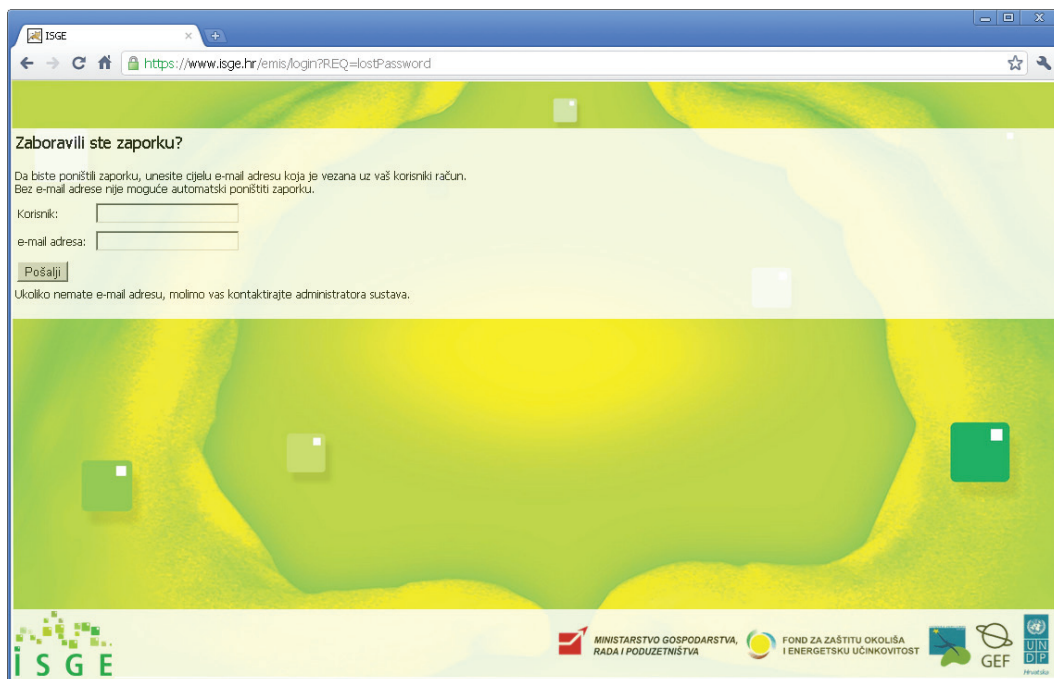 ISGE
https://www.isge.hr/emis/login?REQ=lostPassword
Zaboravili ste zaporku?
Da biste poništili zaporku, unesite cijelu e-mail adresu koja je vezana uz vaš korisniki račun.
Bez e-mail adrese nije moguće automatski poništiti zaporku.
Korisnik:
e-mail adresa:
Pošalji
Ukoliko nemate e-mail adresu, molimo vas kontaktirajte administratora sustava.
ISGE
MINISTARSTVO GOSPODARSTVA,
RADA I PODUZETNIŠTVA
FOND ZA ZAŠTITU OKOLIŠA
I ENERGETSKU UČINKOVITOST
GEF
UN
DP
Hrvatska